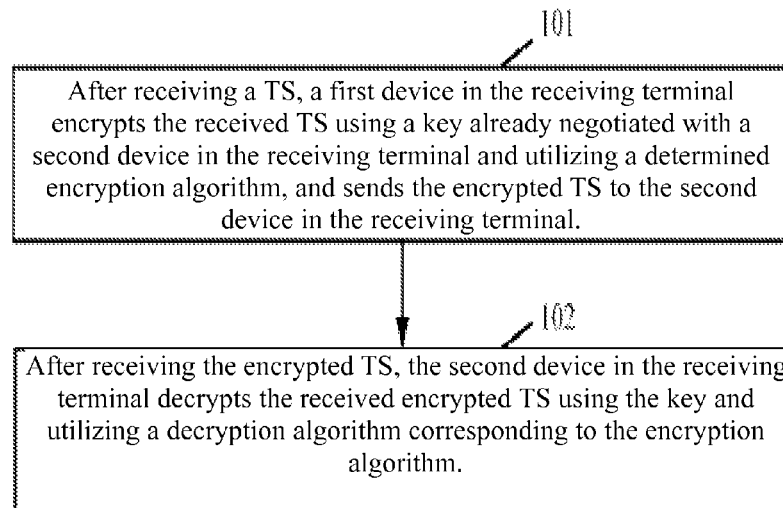 101
After receiving a TS, a first device in the receiving terminal
encrypts the received TS using a key already negotiated with a
second device in the receiving terminal and utilizing a determined
encryption algorithm, and sends the encrypted TS to the second
device in the receiving terminal.
102
After receiving the encrypted TS, the second device in the receiving
terminal decrypts the received encrypted TS using the key and
utilizing a decryption algorithm corresponding to the encryption
algorithm.